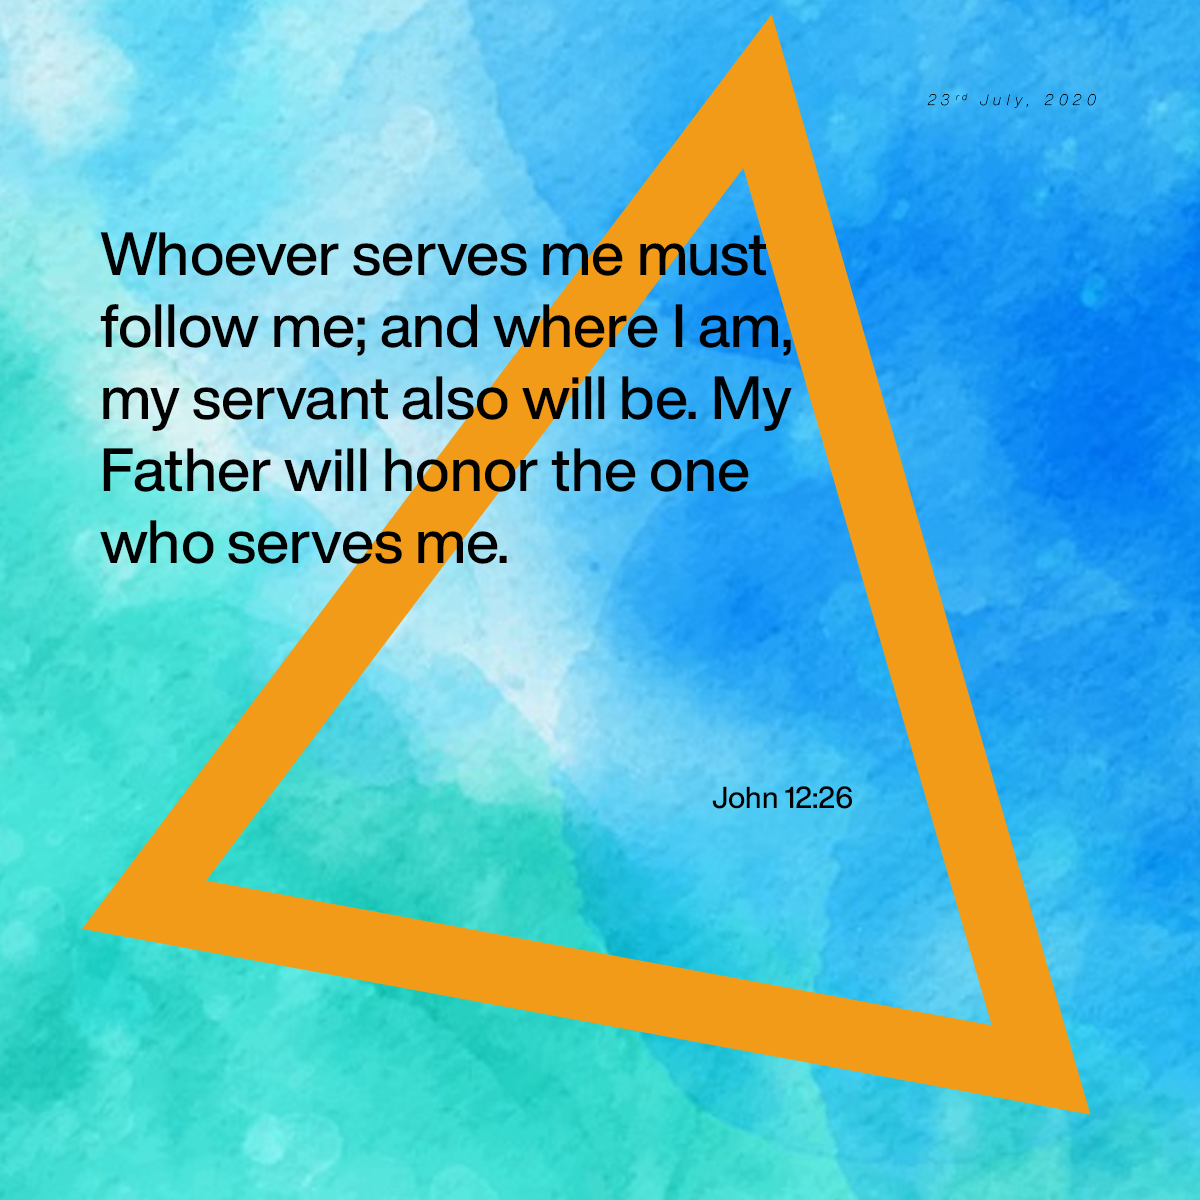 23rd July, 2020
Whoever serves me must
follow me; and where I am,
my servant also will be. My
Father will honor the one
who serves me.
John 12:26